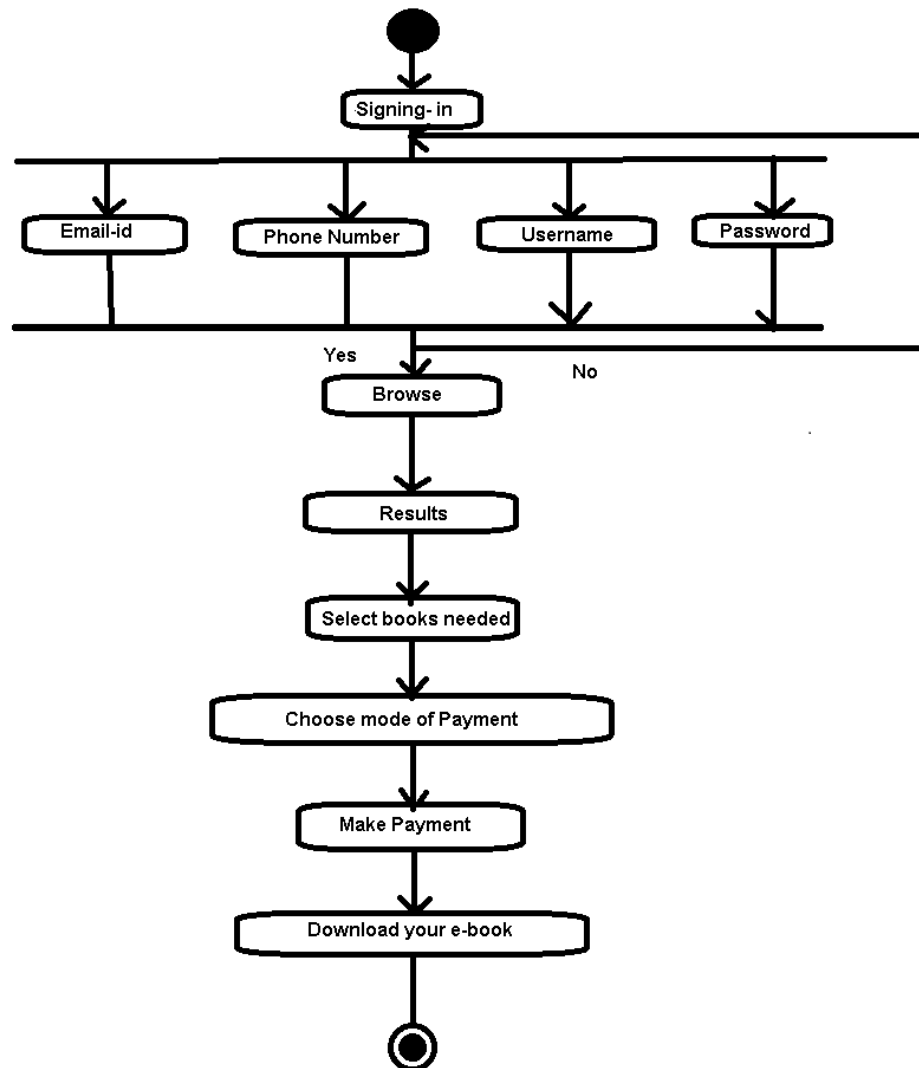 Signing- in
Email-id
Phone Number
Username
Password
Yes
No
Browse
Results
Select books needed
Choose mode of Payment
Make Payment
Download your e-book